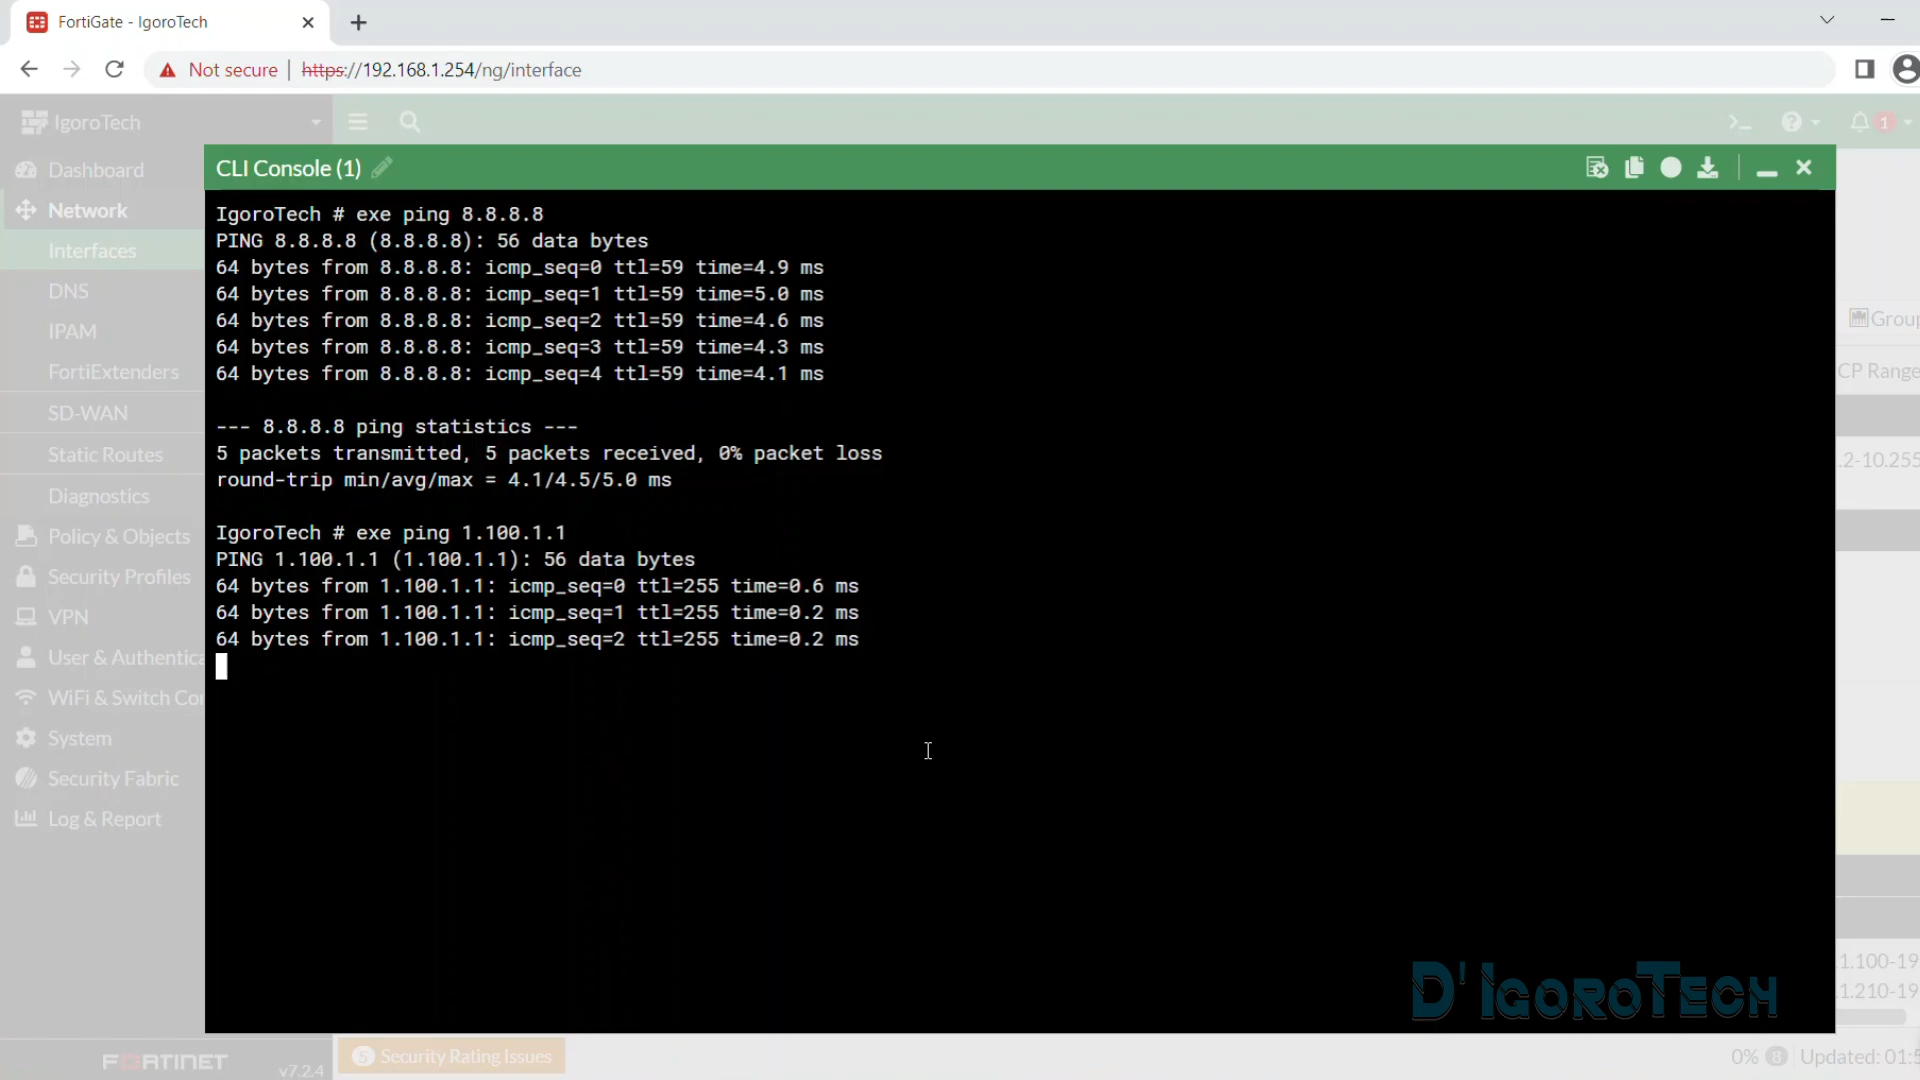 FortiGate - IgoroTech
Not secure | https://192.168.1.254/ng/interface
IgoroTech
1
Dashboard
Network
Interfaces
DNS
IPAM
FortiExtenders
SD-WAN
Static Routes
Diagnostics
Policy & Objects
Security Profiles
VPN
User & Authentica
WiFi & Switch Co
System
Security Fabric
Log & Report
FORTINET
v7.2.4
CLI Console (1)
IgoroTech # exe ping 8.8.8.8
PING 8.8.8.8 (8.8.8.8): 56 data bytes
64 bytes from 8.8.8.8: icmp_seq=0 ttl=59 time=4.9 ms
64 bytes from 8.8.8.8: icmp_seq=1 ttl=59 time=5.0 ms
64 bytes from 8.8.8.8: icmp_seq=2 ttl=59 time=4.6 ms
64 bytes from 8.8.8.8: icmp_seq=3 ttl=59 time=4.3 ms
64 bytes from 8.8.8.8: icmp_seq=4 ttl=59 time=4.1 ms
--- 8.8.8.8 ping statistics ---
5 packets transmitted, 5 packets received, 0% packet loss
round-trip min/avg/max = 4.1/4.5/5.0 ms
IgoroTech # exe ping 1.100.1.1
PING 1.100.1.1 (1.100.1.1): 56 data bytes
64 bytes from 1.100.1.1: icmp_seq=0 ttl=255 time=0.6 ms
64 bytes from 1.100.1.1: icmp_seq=1 ttl=255 time=0.2 ms
64 bytes from 1.100.1.1: icmp_seq=2 ttl=255 time=0.2 ms
Group
CP Range
.2-10.255
1.100-19
1.210-19
D'IGOROTECH
5 Security Rating Issues
0% 8 Updated: 01:5